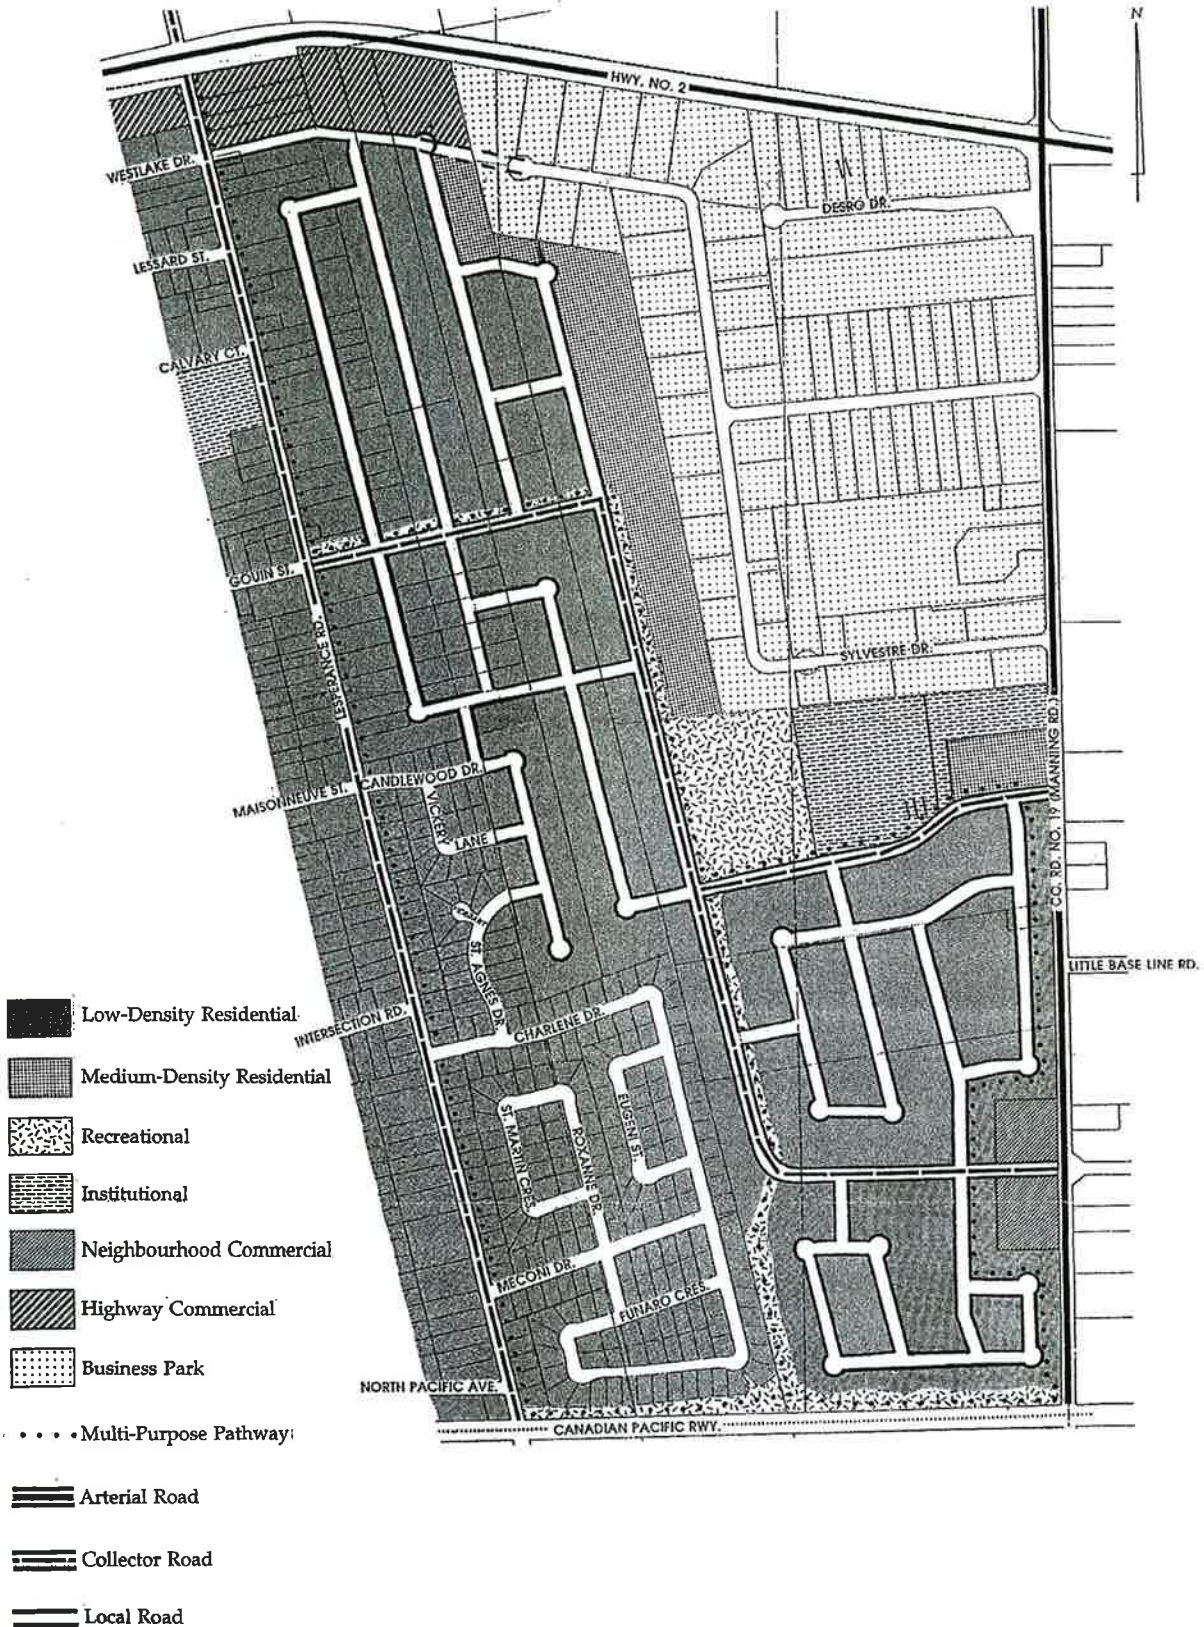 N
HWY. NO. 2
WESTLAKE DR.
DESRO DR.
LESSARD ST.
CALVARY CT.
GOUIN ST.
LESPERANCE RD.
SYLVESTRE DR.
CO. RD. NO. 19 (MANNING RD.)
MAISONNEUVE ST.
CANDLEWOOD DR.
VICKERY
LANE
COURT
ST. AGNES DR.
LITTLE BASE LINE RD.
INTERSECTION RD.
CHARLENE DR.
EUGENI ST.
ST. MARTIN CRES.
ROXANNE DR.
MECONI DR.
FUNARO CRES.
NORTH PACIFIC AVE.
CANADIAN PACIFIC RWY.
Low-Density Residential
Medium-Density Residential
Recreational
Institutional
Neighbourhood Commercial
Highway Commercial
Business Park
Multi-Purpose Pathway
Arterial Road
Collector Road
Local Road